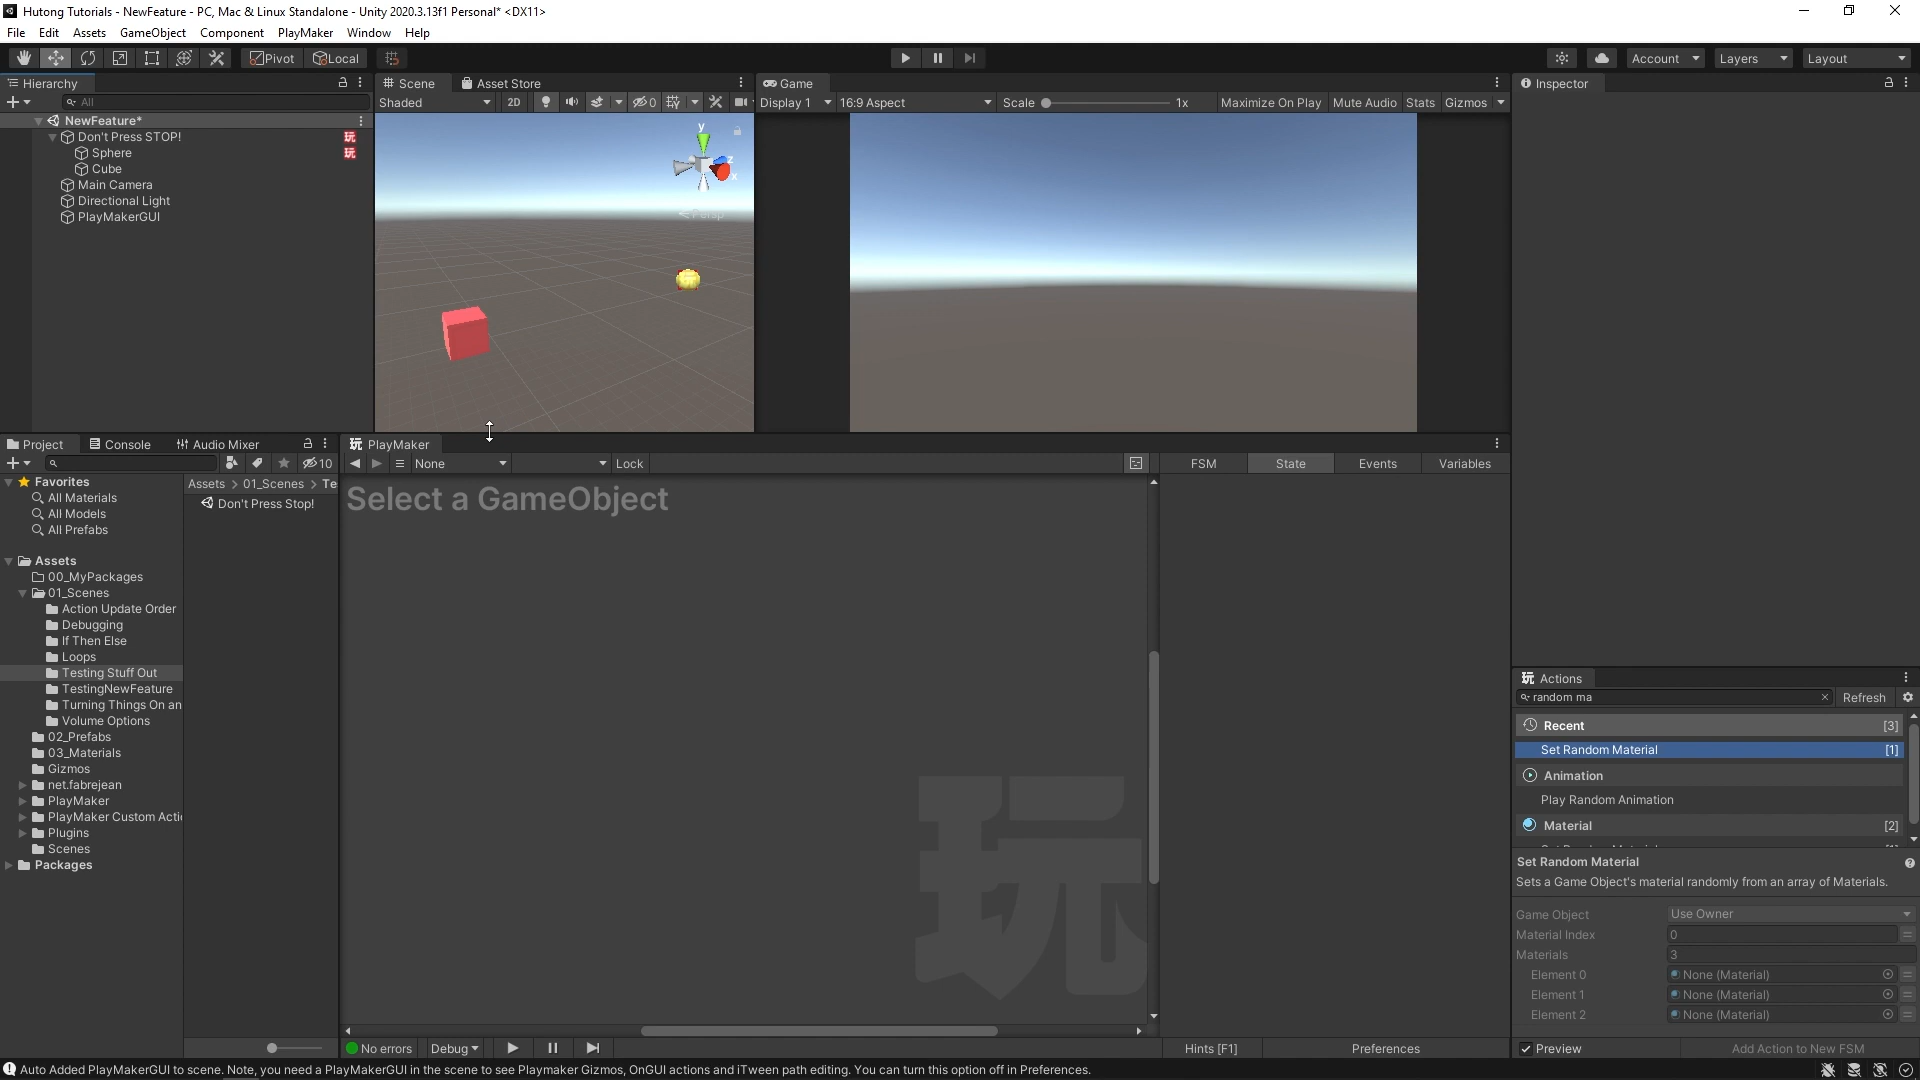 Hutong Tutorials - NewFeature - PC, Mac & Linux Standalone - Unity 2020.3.13f1 Personal* <DX11>
File Edit Assets GameObject Component PlayMaker Window Help
Pivot Local Account Layers Layout
Hierarchy
All
NewFeature*
Don't Press STOP! 玩
Sphere 玩
Cube
Main Camera
Directional Light
PlayMakerGUI
Scene Asset Store
Shaded 2D 0
y
z
x
Persp
Game
Display 1 16:9 Aspect Scale 1x Maximize On Play Mute Audio Stats Gizmos
Inspector
Project Console Audio Mixer
10
Favorites
All Materials
All Models
All Prefabs
Assets
00_MyPackages
01_Scenes
Action Update Order
Debugging
If Then Else
Loops
Testing Stuff Out
TestingNewFeature
Turning Things On an
Volume Options
02_Prefabs
03_Materials
Gizmos
net.fabrejean
PlayMaker
PlayMaker Custom Acti
Plugins
Scenes
Packages
Assets > 01_Scenes > Te
Don't Press Stop!
玩 PlayMaker
None Lock FSM State Events Variables
Select a GameObject
玩
No errors Debug Hints [F1] Preferences
玩 Actions
random ma Refresh
Recent [3]
Set Random Material [1]
Animation
Play Random Animation
Material [2]
Set Random Material
Sets a Game Object's material randomly from an array of Materials.
Game Object Use Owner
Material Index 0
Materials 3
Element 0 None (Material)
Element 1 None (Material)
Element 2 None (Material)
Preview Add Action to New FSM
Auto Added PlayMakerGUI to scene. Note, you need a PlayMakerGUI in the scene to see Playmaker Gizmos, OnGUI actions and iTween path editing. You can turn this option off in Preferences.